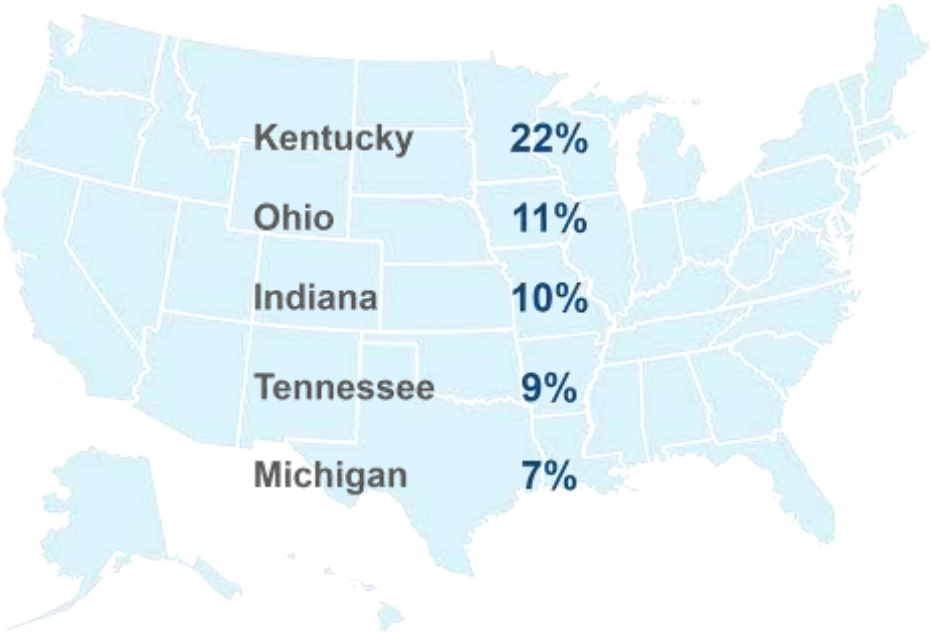 Kentucky 22%
Ohio 11%
Indiana 10%
Tennessee 9%
Michigan 7%